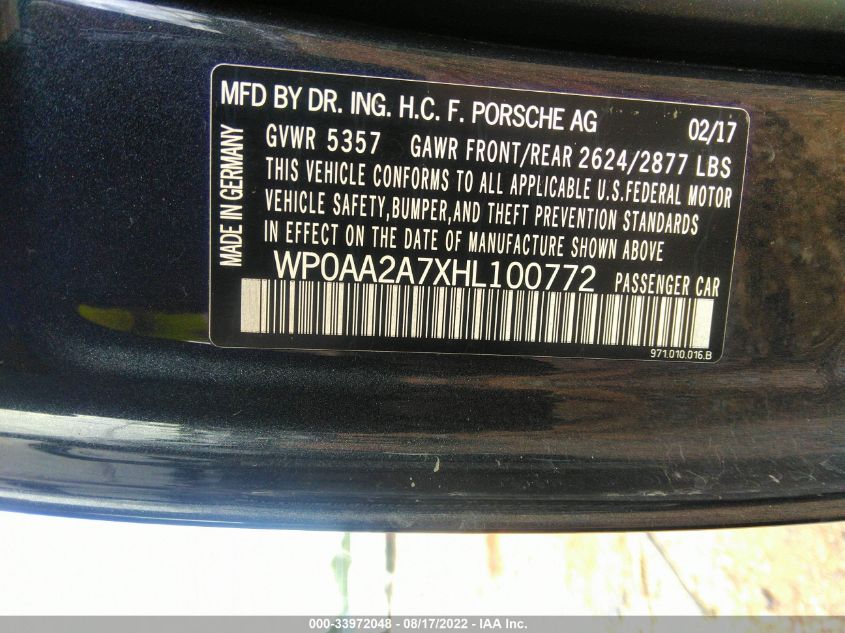 MFD BY DR. ING. H.C. F. PORSCHE AG 02/17
GVWR 5357 GAWR FRONT/REAR 2624/2877 LBS
THIS VEHICLE CONFORMS TO ALL APPLICABLE U.S.FEDERAL MOTOR
VEHICLE SAFETY,BUMPER,AND THEFT PREVENTION STANDARDS
IN EFFECT ON THE DATE OF MANUFACTURE SHOWN ABOVE
MADE IN GERMANY
WP0AA2A7XHL100772 PASSENGER CAR
971.010.016.B
000-33972048 - 08/17/2022 - IAA Inc.